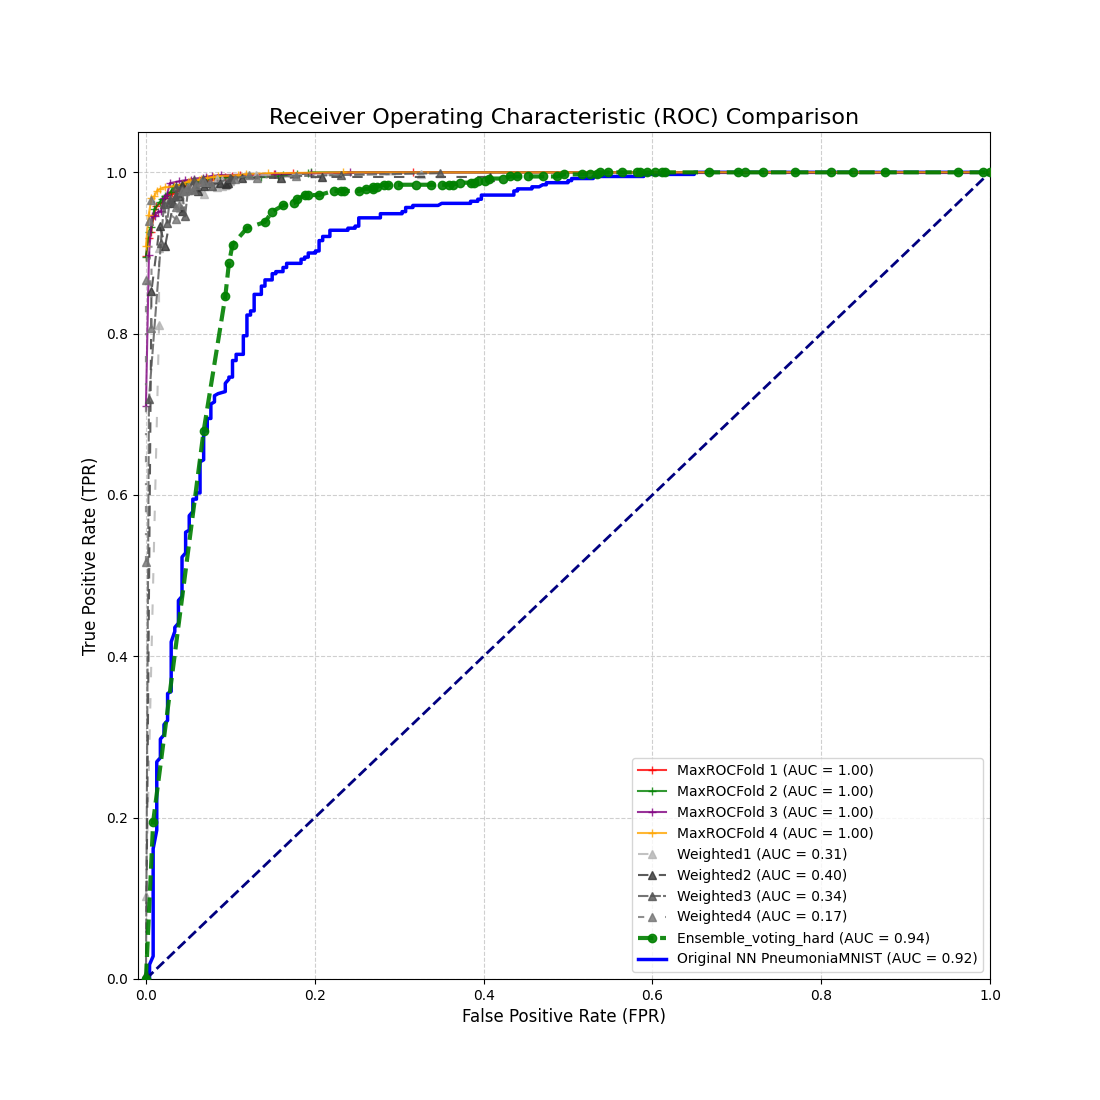 Receiver Operating Characteristic (ROC) Comparison
True Positive Rate (TPR)
1.0
0.8
0.6
0.4
0.2
0.0
MaxROCFold 1 (AUC = 1.00)
MaxROCFold 2 (AUC = 1.00)
MaxROCFold 3 (AUC = 1.00)
MaxROCFold 4 (AUC = 1.00)
Weighted1 (AUC = 0.31)
Weighted2 (AUC = 0.40)
Weighted3 (AUC = 0.34)
Weighted4 (AUC = 0.17)
Ensemble_voting_hard (AUC = 0.94)
Original NN PneumoniaMNIST (AUC = 0.92)
0.0 0.2 0.4 0.6 0.8 1.0
False Positive Rate (FPR)